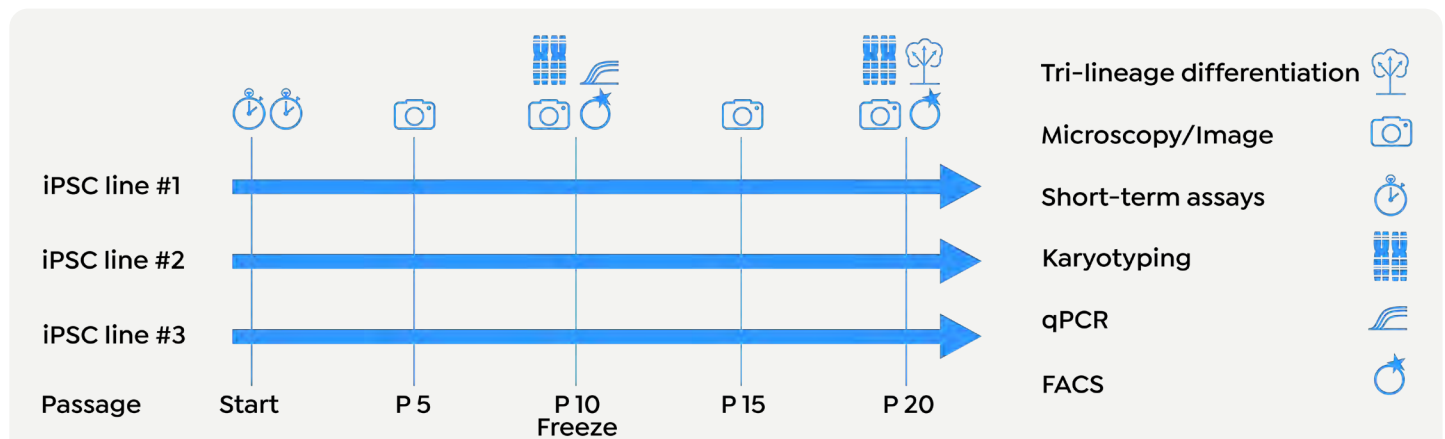 Tri-lineage differentiation
Microscopy/Image
iPSC line #1
Short-term assays
iPSC line #2
Karyotyping
iPSC line #3
qPCR
FACS
Passage Start P 5 P 10 P 15 P 20
Freeze